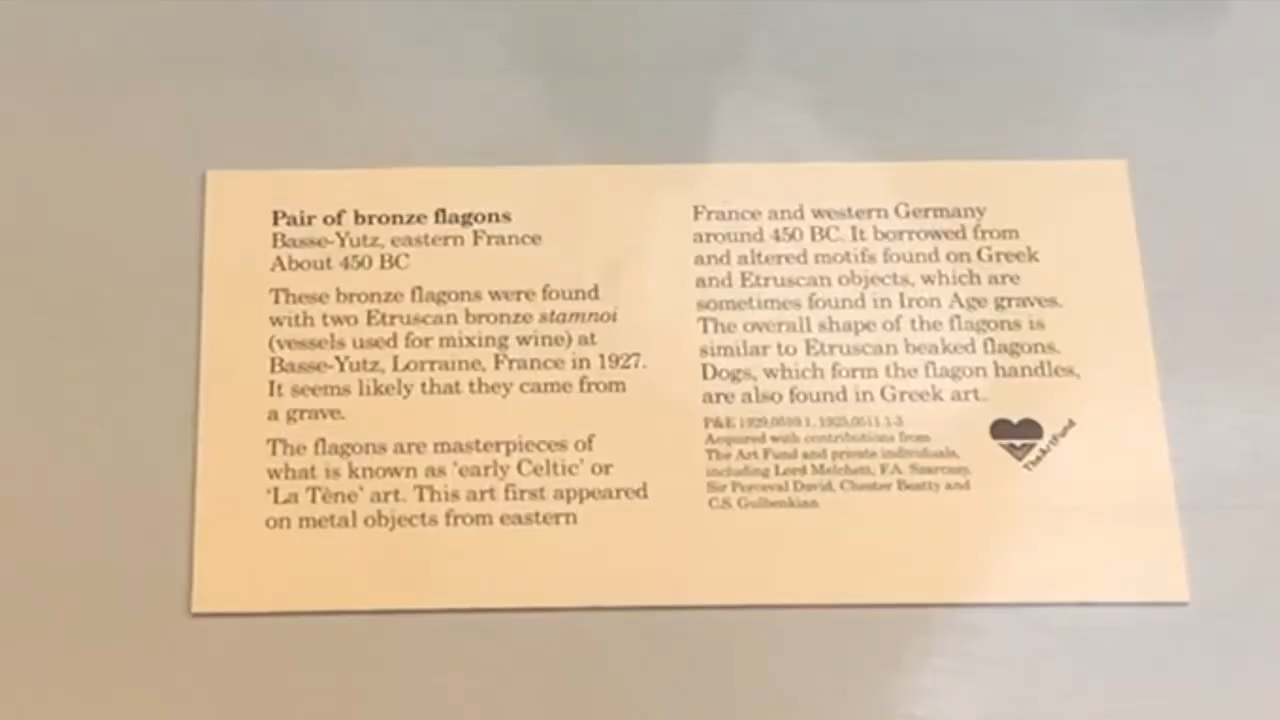 Pair of bronze flagons
Basse-Yutz, eastern France
About 450 BC
These bronze flagons were found
with two Etruscan bronze stamnoi
(vessels used for mixing wine) at
Basse-Yutz, Lorraine, France in 1927.
It seems likely that they came from
a grave.
The flagons are masterpieces of
what is known as 'early Celtic' or
'La Tène' art. This art first appeared
on metal objects from eastern
France and western Germany
around 450 BC. It borrowed from
and altered motifs found on Greek
and Etruscan objects, which are
sometimes found in Iron Age graves.
The overall shape of the flagons is
similar to Etruscan beaked flagons.
Dogs, which form the flagon handles,
are also found in Greek art.
P&E
Acquired with contributions from
The Art Fund and private individuals,
including Lord Melchett, F.A.
Sir Perceval David, Chester Beatty and
C.S. Gulbenkian
TheArtFund